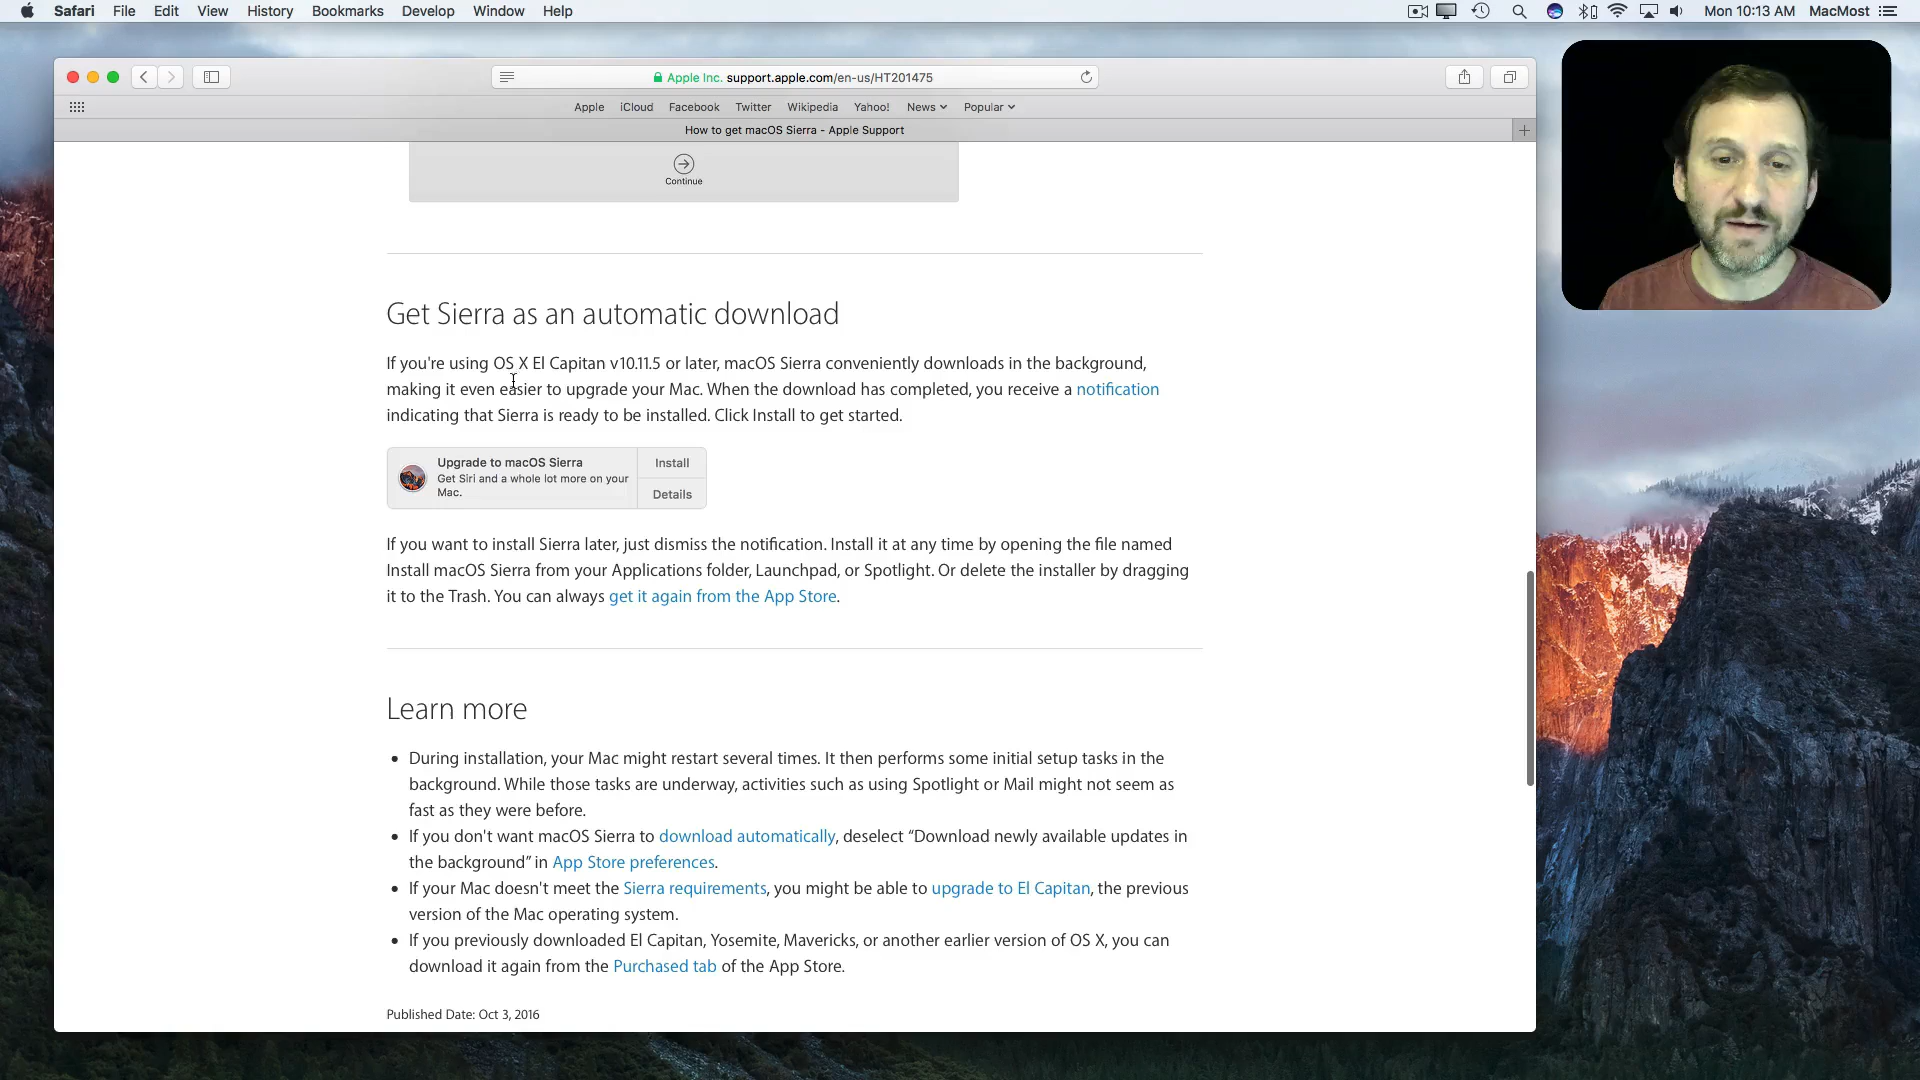 Safari File Edit View History Bookmarks Develop Window Help Mon 10:13 AM MacMost
Apple Inc. support.apple.com/en-us/HT201475
Apple iCloud Facebook Twitter Wikipedia Yahoo! News Popular
How to get macOS Sierra - Apple Support
Continue
Get Sierra as an automatic download
If you're using OS X El Capitan v10.11.5 or later, macOS Sierra conveniently downloads in the background,
making it even easier to upgrade your Mac. When the download has completed, you receive a notification
indicating that Sierra is ready to be installed. Click Install to get started.
Upgrade to macOS Sierra
Get Siri and a whole lot more on your
Mac.
Install
Details
If you want to install Sierra later, just dismiss the notification. Install it at any time by opening the file named
Install macOS Sierra from your Applications folder, Launchpad, or Spotlight. Or delete the installer by dragging
it to the Trash. You can always get it again from the App Store.
Learn more
• During installation, your Mac might restart several times. It then performs some initial setup tasks in the
background. While those tasks are underway, activities such as using Spotlight or Mail might not seem as
fast as they were before.
• If you don't want macOS Sierra to download automatically, deselect “Download newly available updates in
the background” in App Store preferences.
• If your Mac doesn't meet the Sierra requirements, you might be able to upgrade to El Capitan, the previous
version of the Mac operating system.
• If you previously downloaded El Capitan, Yosemite, Mavericks, or another earlier version of OS X, you can
download it again from the Purchased tab of the App Store.
Published Date: Oct 3, 2016